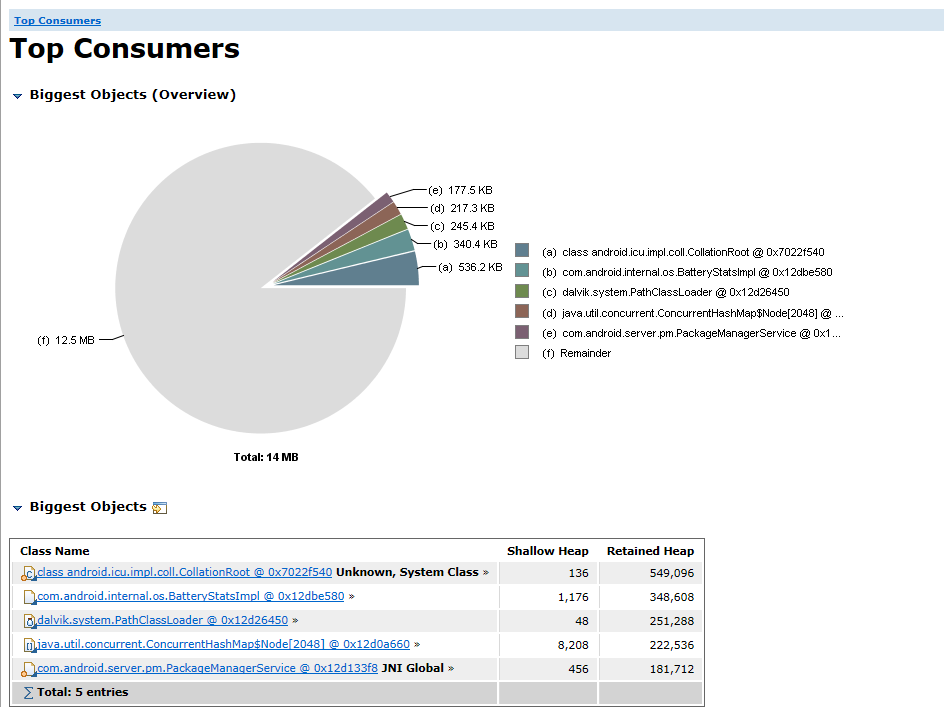 Top Consumers
Top Consumers
Biggest Objects (Overview)
(e) 177.5 KB
(d) 217.3 KB
(c) 245.4 KB
(b) 340.4 KB
(a) 536.2 KB
(f) 12.5 MB
(a) class android.icu.impl.coll.CollationRoot @ 0x7022f540
(b) com.android.internal.os.BatteryStatsImpl @ 0x12dbe580
(c) dalvik.system.PathClassLoader @ 0x12d26450
(d) java.util.concurrent.ConcurrentHashMap$Node[2048] @ ...
(e) com.android.server.pm.PackageManagerService @ 0x1...
(f) Remainder
Total: 14 MB
Biggest Objects
Class Name Shallow Heap Retained Heap
class android.icu.impl.coll.CollationRoot @ 0x7022f540 Unknown, System Class » 136 549,096
com.android.internal.os.BatteryStatsImpl @ 0x12dbe580 » 1,176 348,608
dalvik.system.PathClassLoader @ 0x12d26450 » 48 251,288
java.util.concurrent.ConcurrentHashMap$Node[2048] @ 0x12d0a660 » 8,208 222,536
com.android.server.pm.PackageManagerService @ 0x12d133f8 JNI Global » 456 181,712
∑ Total: 5 entries